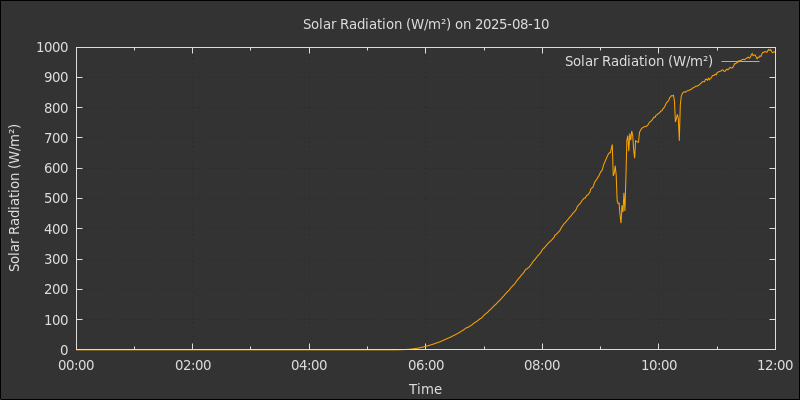 Solar Radiation (W/m²) on 2025-08-10
Solar Radiation (W/m²)
Solar Radiation (W/m²)
1000
900
800
700
600
500
400
300
200
100
0
00:00 02:00 04:00 06:00 08:00 10:00 12:00
Time